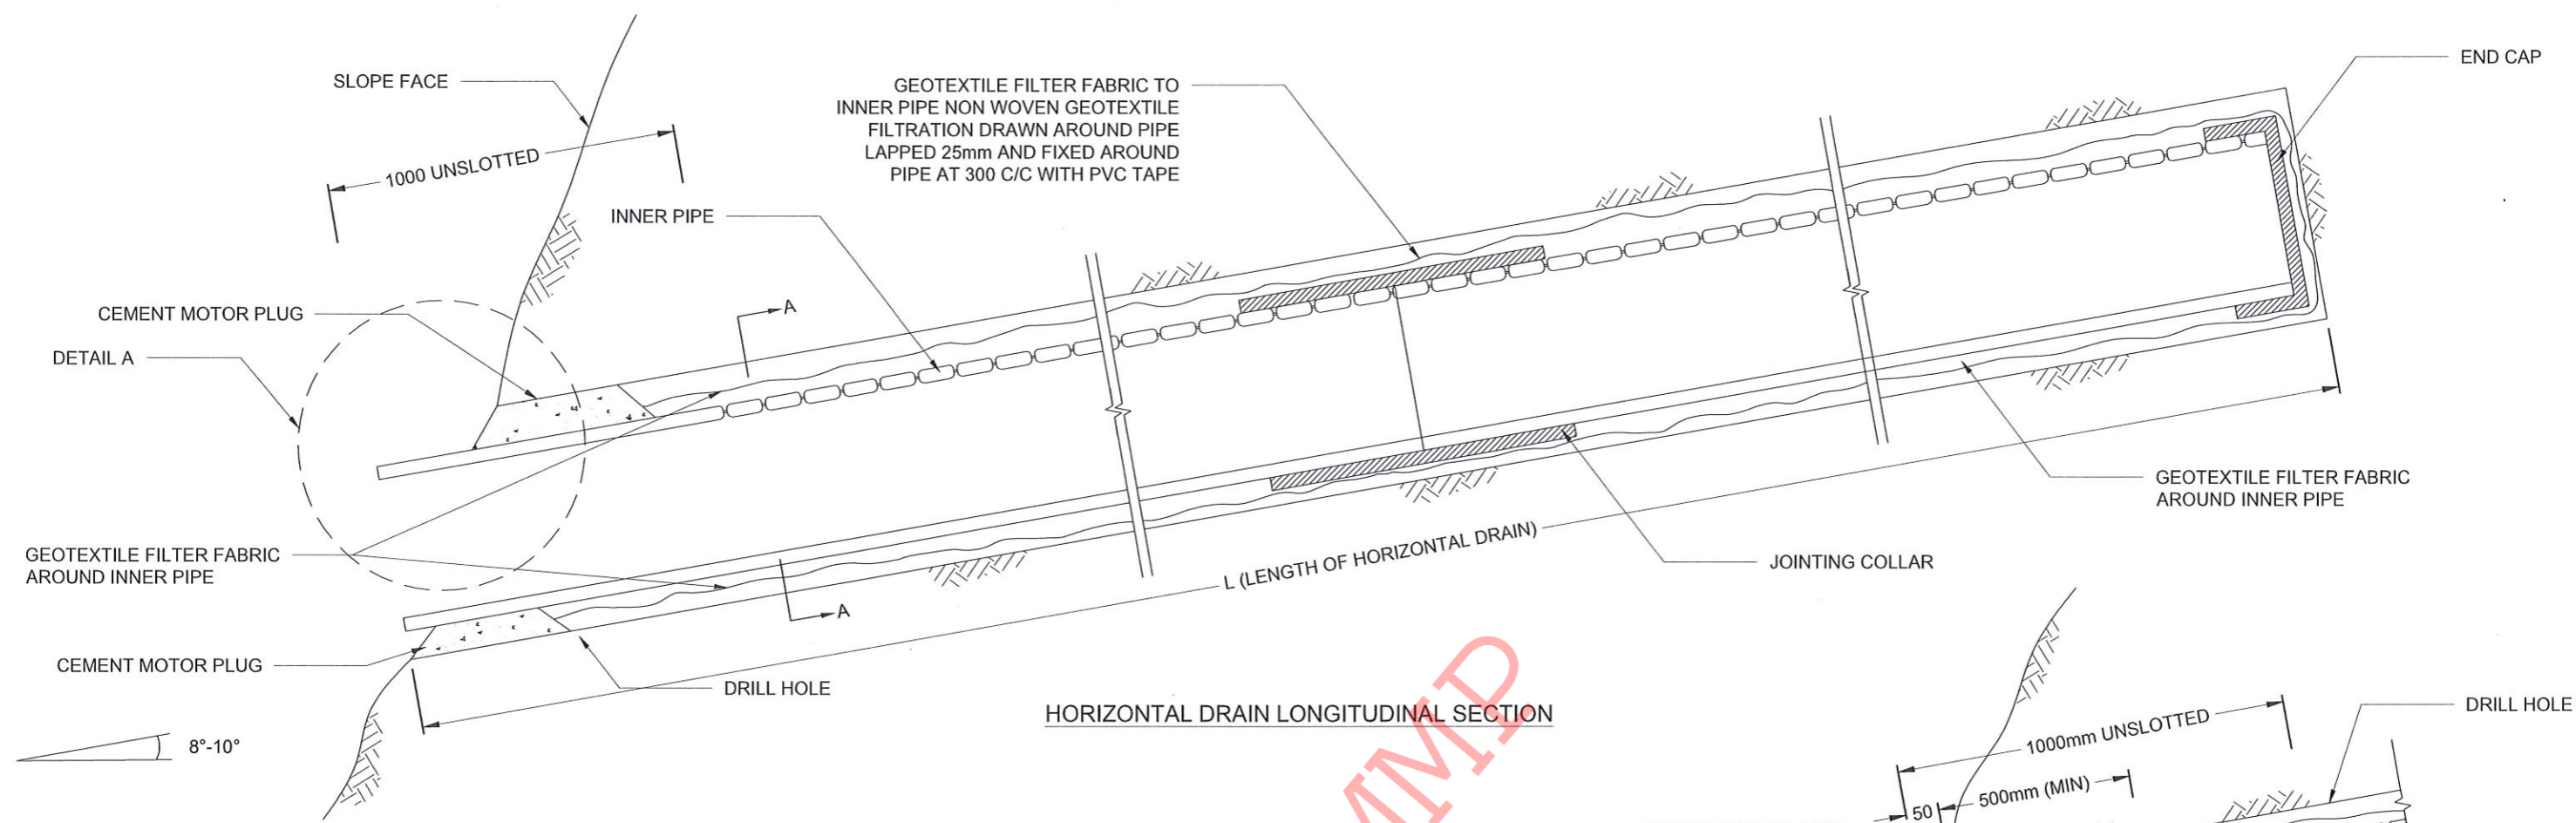 SLOPE FACE
1000 UNSLOTTED
GEOTEXTILE FILTER FABRIC TO
INNER PIPE NON WOVEN GEOTEXTILE
FILTRATION DRAWN AROUND PIPE
LAPPED 25mm AND FIXED AROUND
PIPE AT 300 C/C WITH PVC TAPE
END CAP
INNER PIPE
CEMENT MOTOR PLUG
A
DETAIL A
GEOTEXTILE FILTER FABRIC
AROUND INNER PIPE
GEOTEXTILE FILTER FABRIC
AROUND INNER PIPE
L (LENGTH OF HORIZONTAL DRAIN)
JOINTING COLLAR
A
CEMENT MOTOR PLUG
DRILL HOLE
HORIZONTAL DRAIN LONGITUDINAL SECTION
8°-10°
MMP
1000mm UNSLOTTED
DRILL HOLE
50
500mm (MIN)